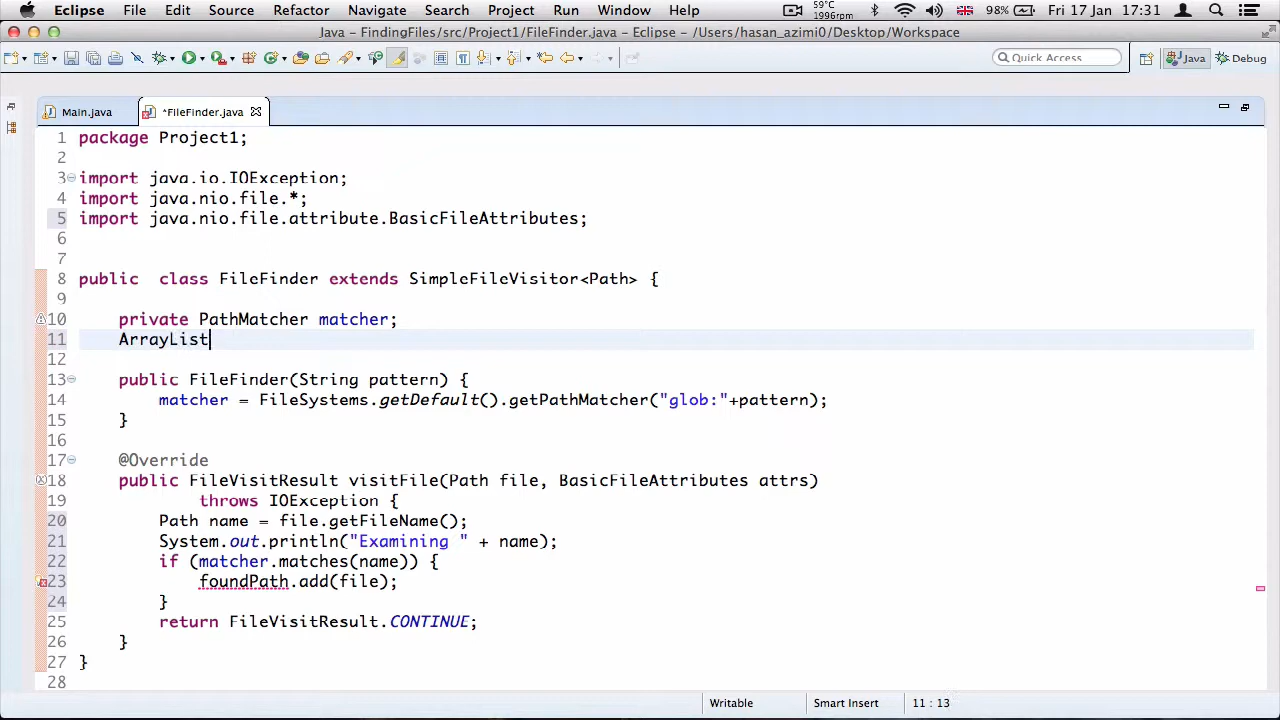 Eclipse File Edit Source Refactor Navigate Search Project Run Window Help 59°C 1996rpm 98% Fri 17 Jan 17:31
Java - FindingFiles/src/Project1/FileFinder.java - Eclipse - /Users/hasan_azimi0/Desktop/Workspace
Quick Access Java Debug
Main.java *FileFinder.java
1 package Project1;
2
3 import java.io.IOException;
4 import java.nio.file.*;
5 import java.nio.file.attribute.BasicFileAttributes;
6
7
8 public class FileFinder extends SimpleFileVisitor<Path> {
9
10 private PathMatcher matcher;
11 ArrayList
12
13 public FileFinder(String pattern) {
14 matcher = FileSystems.getDefault().getPathMatcher("glob:"+pattern);
15 }
16
17 @Override
18 public FileVisitResult visitFile(Path file, BasicFileAttributes attrs)
19 throws IOException {
20 Path name = file.getFileName();
21 System.out.println("Examining " + name);
22 if (matcher.matches(name)) {
23 foundPath.add(file);
24 }
25 return FileVisitResult.CONTINUE;
26 }
27 }
28
Writable Smart Insert 11 : 13